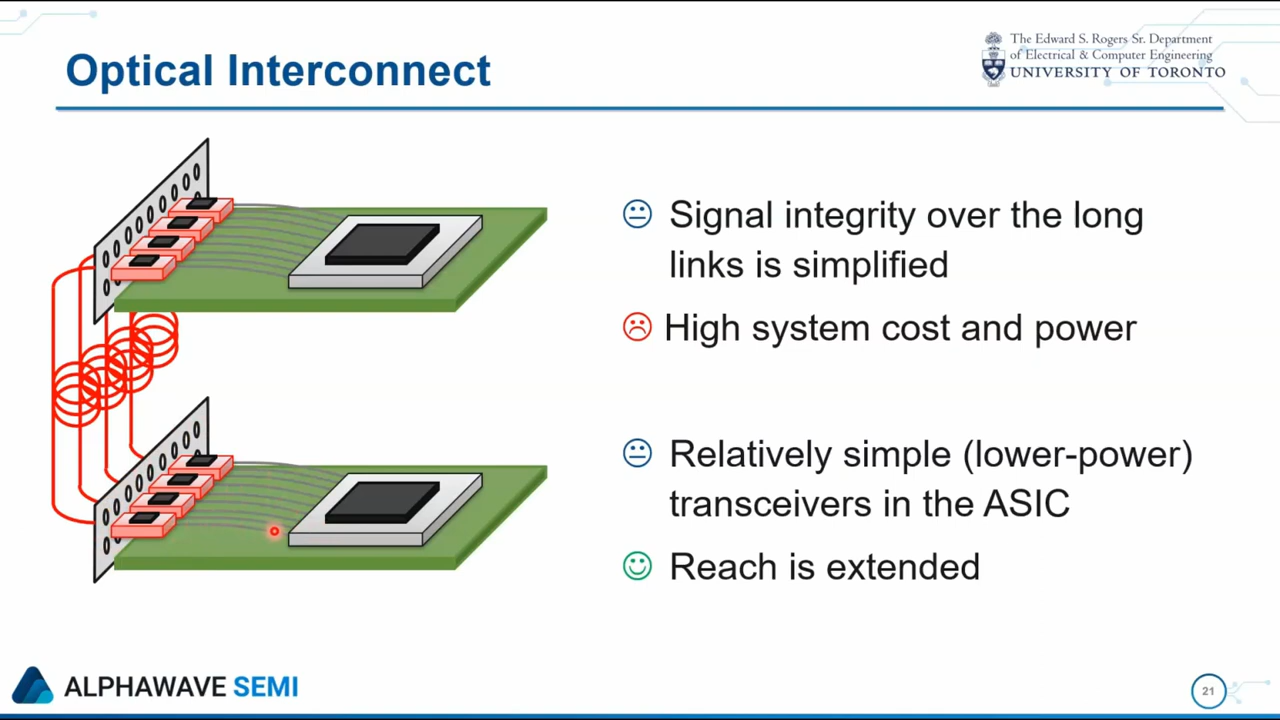 Optical Interconnect
The Edward S. Rogers Sr. Department
of Electrical & Computer Engineering
UNIVERSITY OF TORONTO
Signal integrity over the long
links is simplified
High system cost and power
Relatively simple (lower-power)
transceivers in the ASIC
Reach is extended
ALPHAWAVE SEMI
21